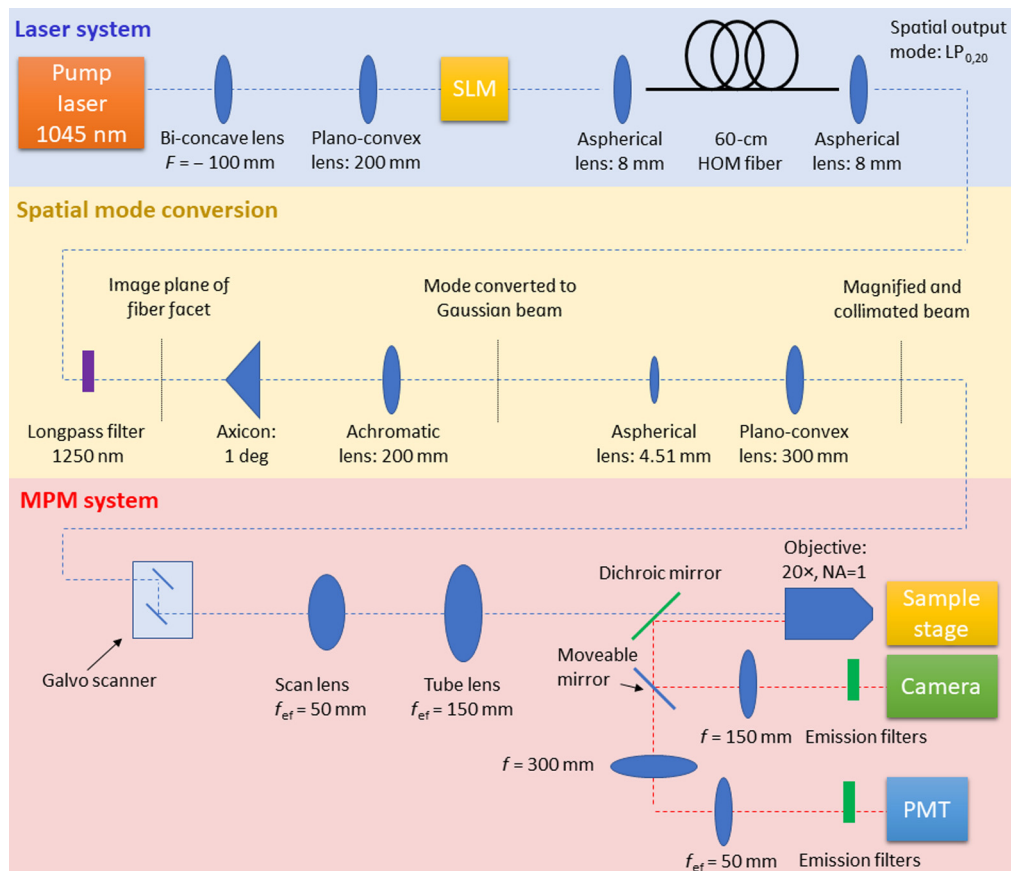 Laser system
Pump
laser
1045 nm
Bi-concave lens
F = – 100 mm
Plano-convex
lens: 200 mm
SLM
Aspherical
lens: 8 mm
60-cm
HOM fiber
Aspherical
lens: 8 mm
Spatial output
mode: LP0,20
Spatial mode conversion
Image plane of
fiber facet
Mode converted to
Gaussian beam
Magnified and
collimated beam
Longpass filter
1250 nm
Axicon:
1 deg
Achromatic
lens: 200 mm
Aspherical
lens: 4.51 mm
Plano-convex
lens: 300 mm
MPM system
Galvo scanner
Scan lens
fef = 50 mm
Tube lens
fef = 150 mm
Dichroic mirror
Objective:
20×, NA=1
Sample
stage
Moveable
mirror
Camera
f = 150 mm
Emission filters
f = 300 mm
PMT
fef = 50 mm
Emission filters